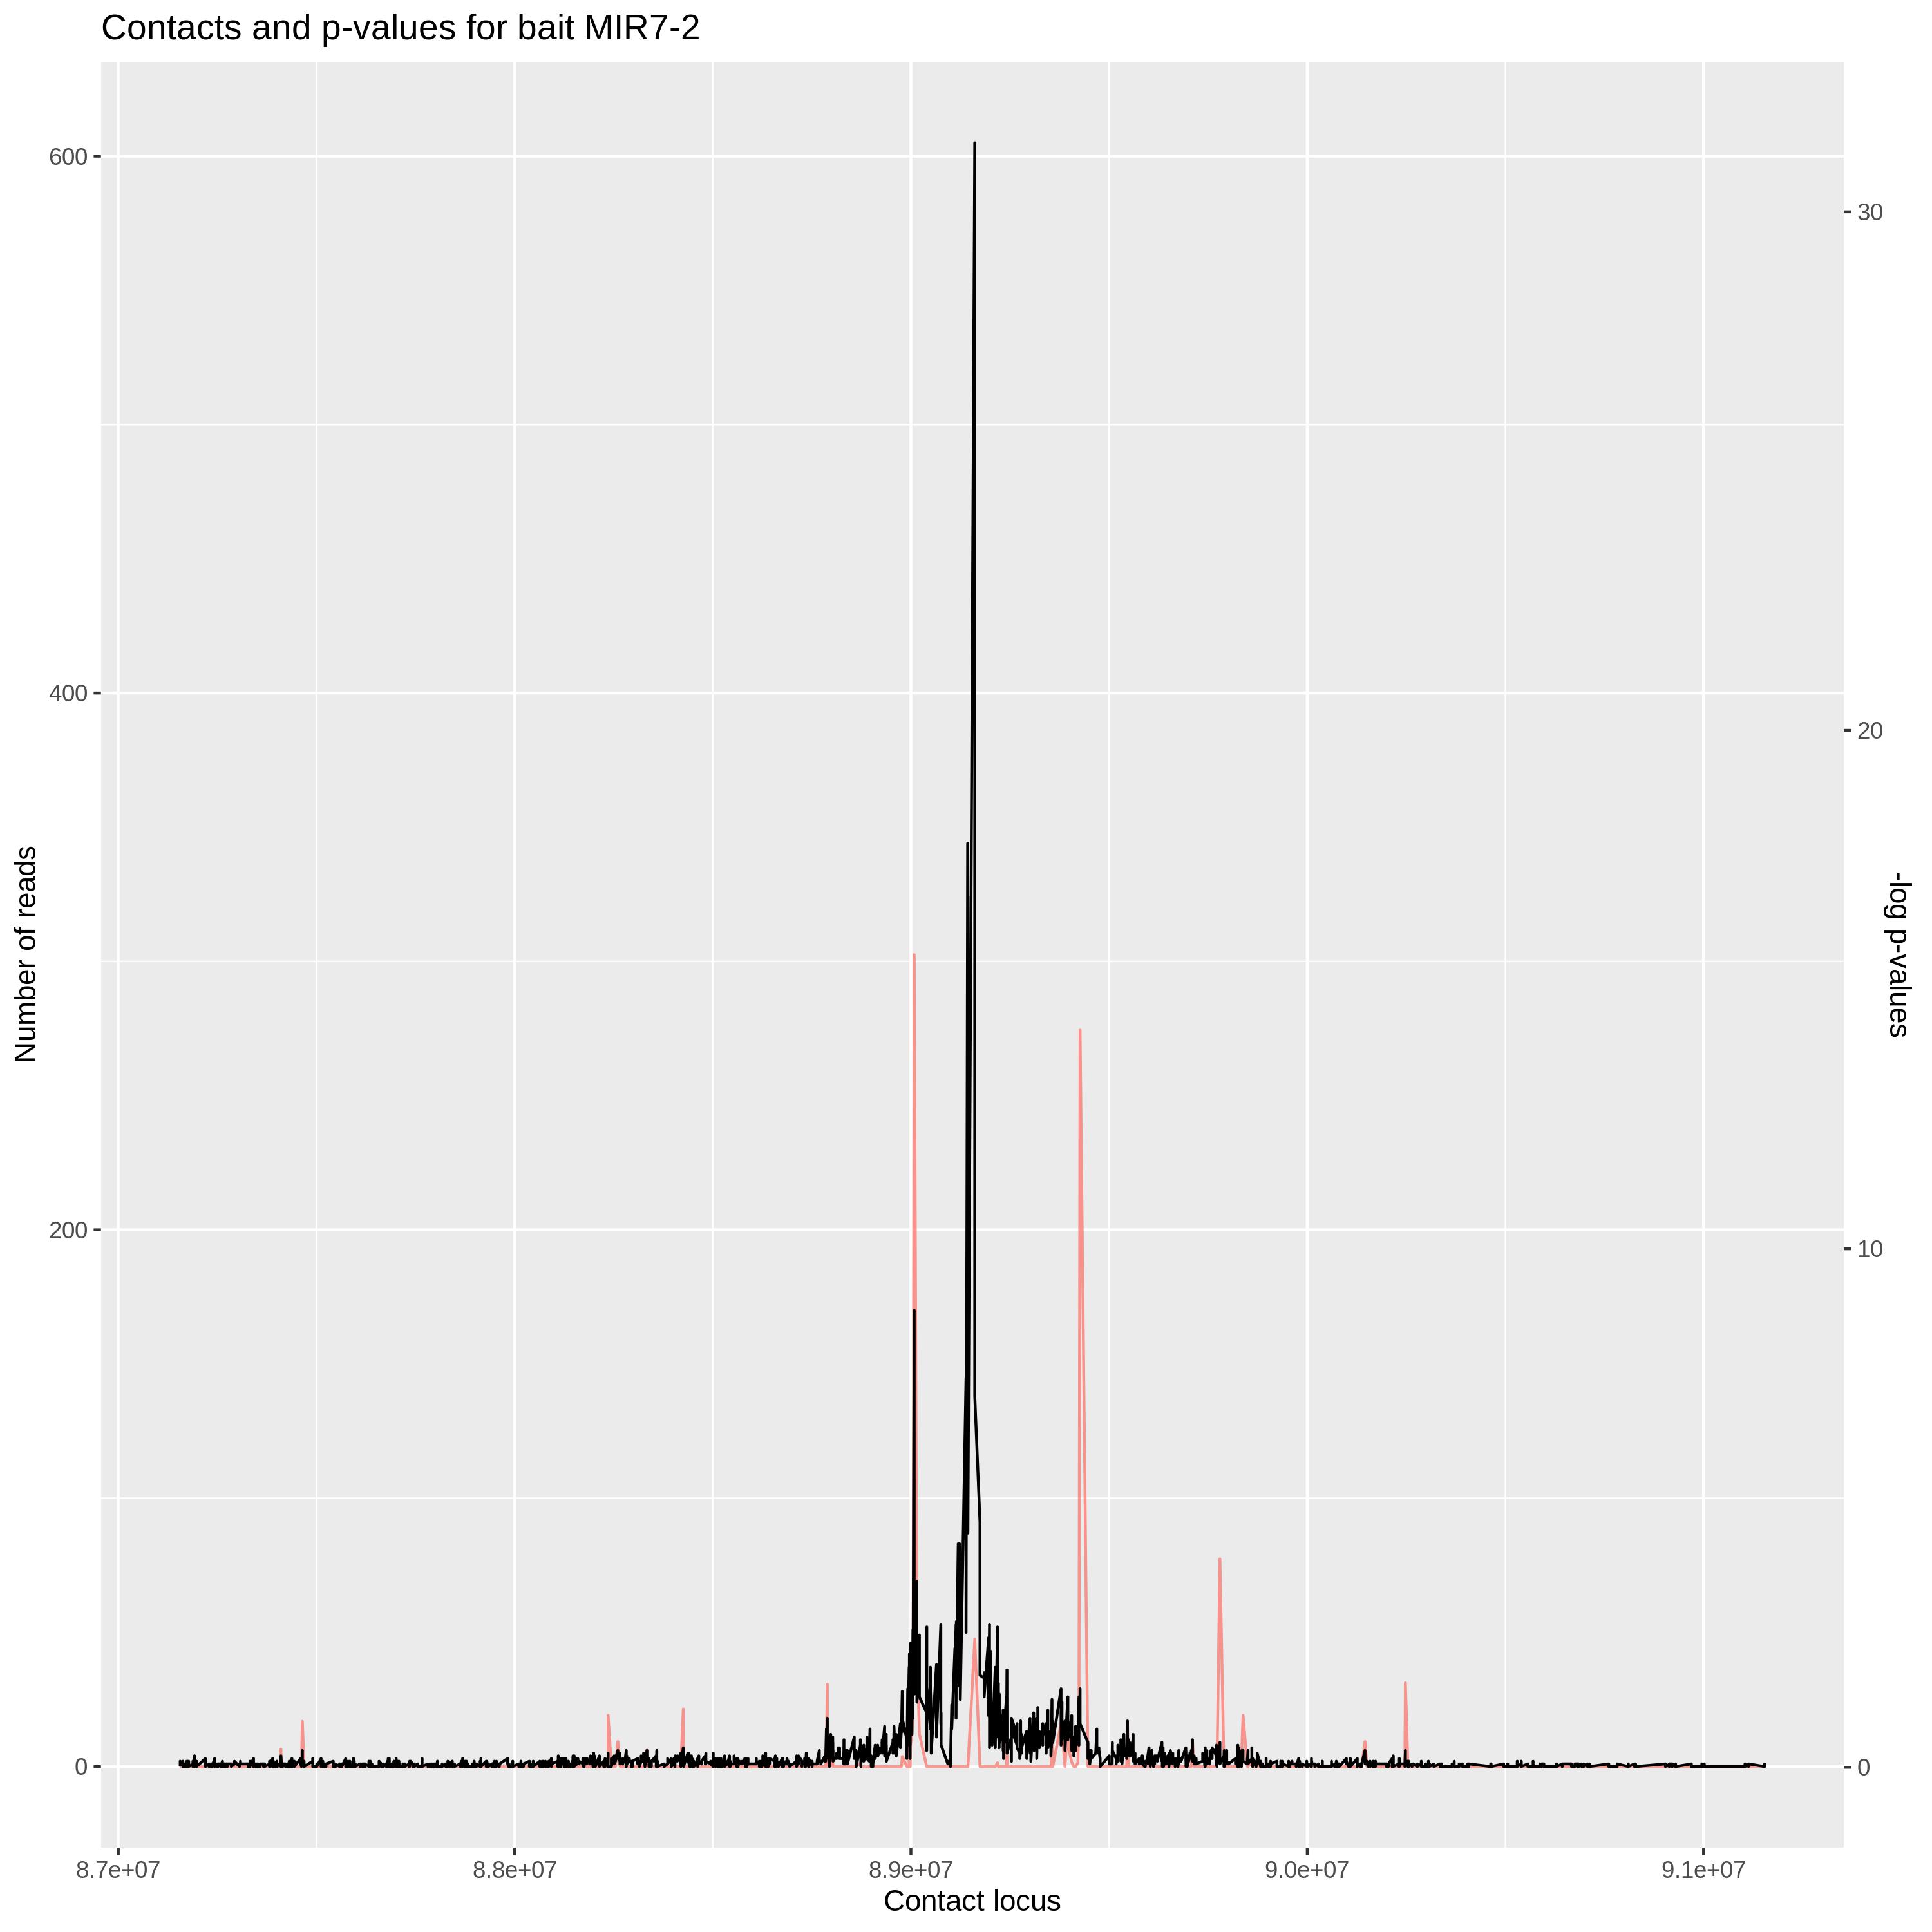 Contacts and p-values for bait MIR7-2
600
400
200
0
Number of reads
30
20
10
0
-log p-values
8.7e+07
8.8e+07
8.9e+07
9.0e+07
9.1e+07
Contact locus